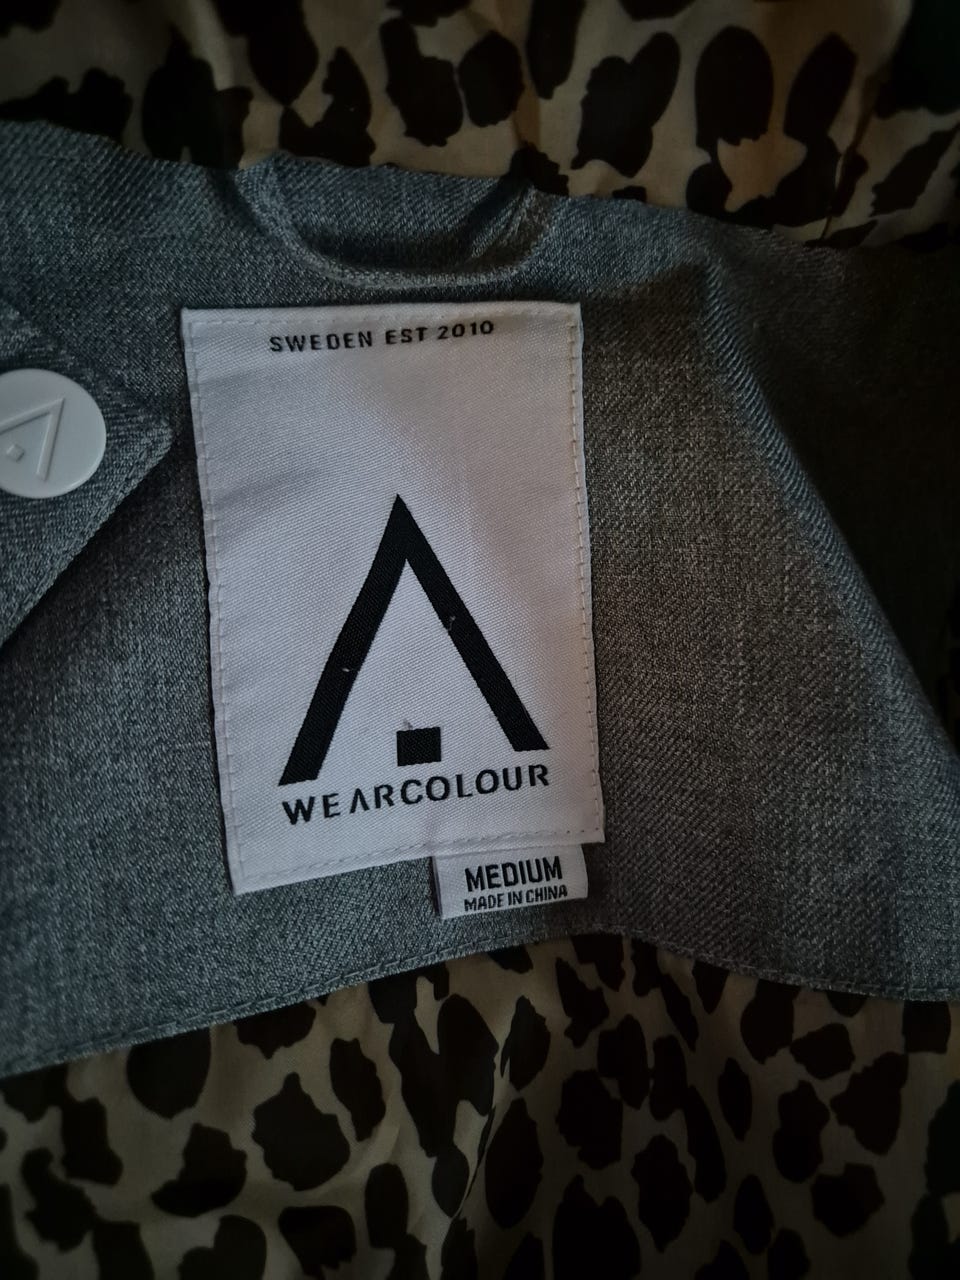 SWEDEN EST 2010
WEARCOLOUR
MEDIUM
MADE IN CHINA